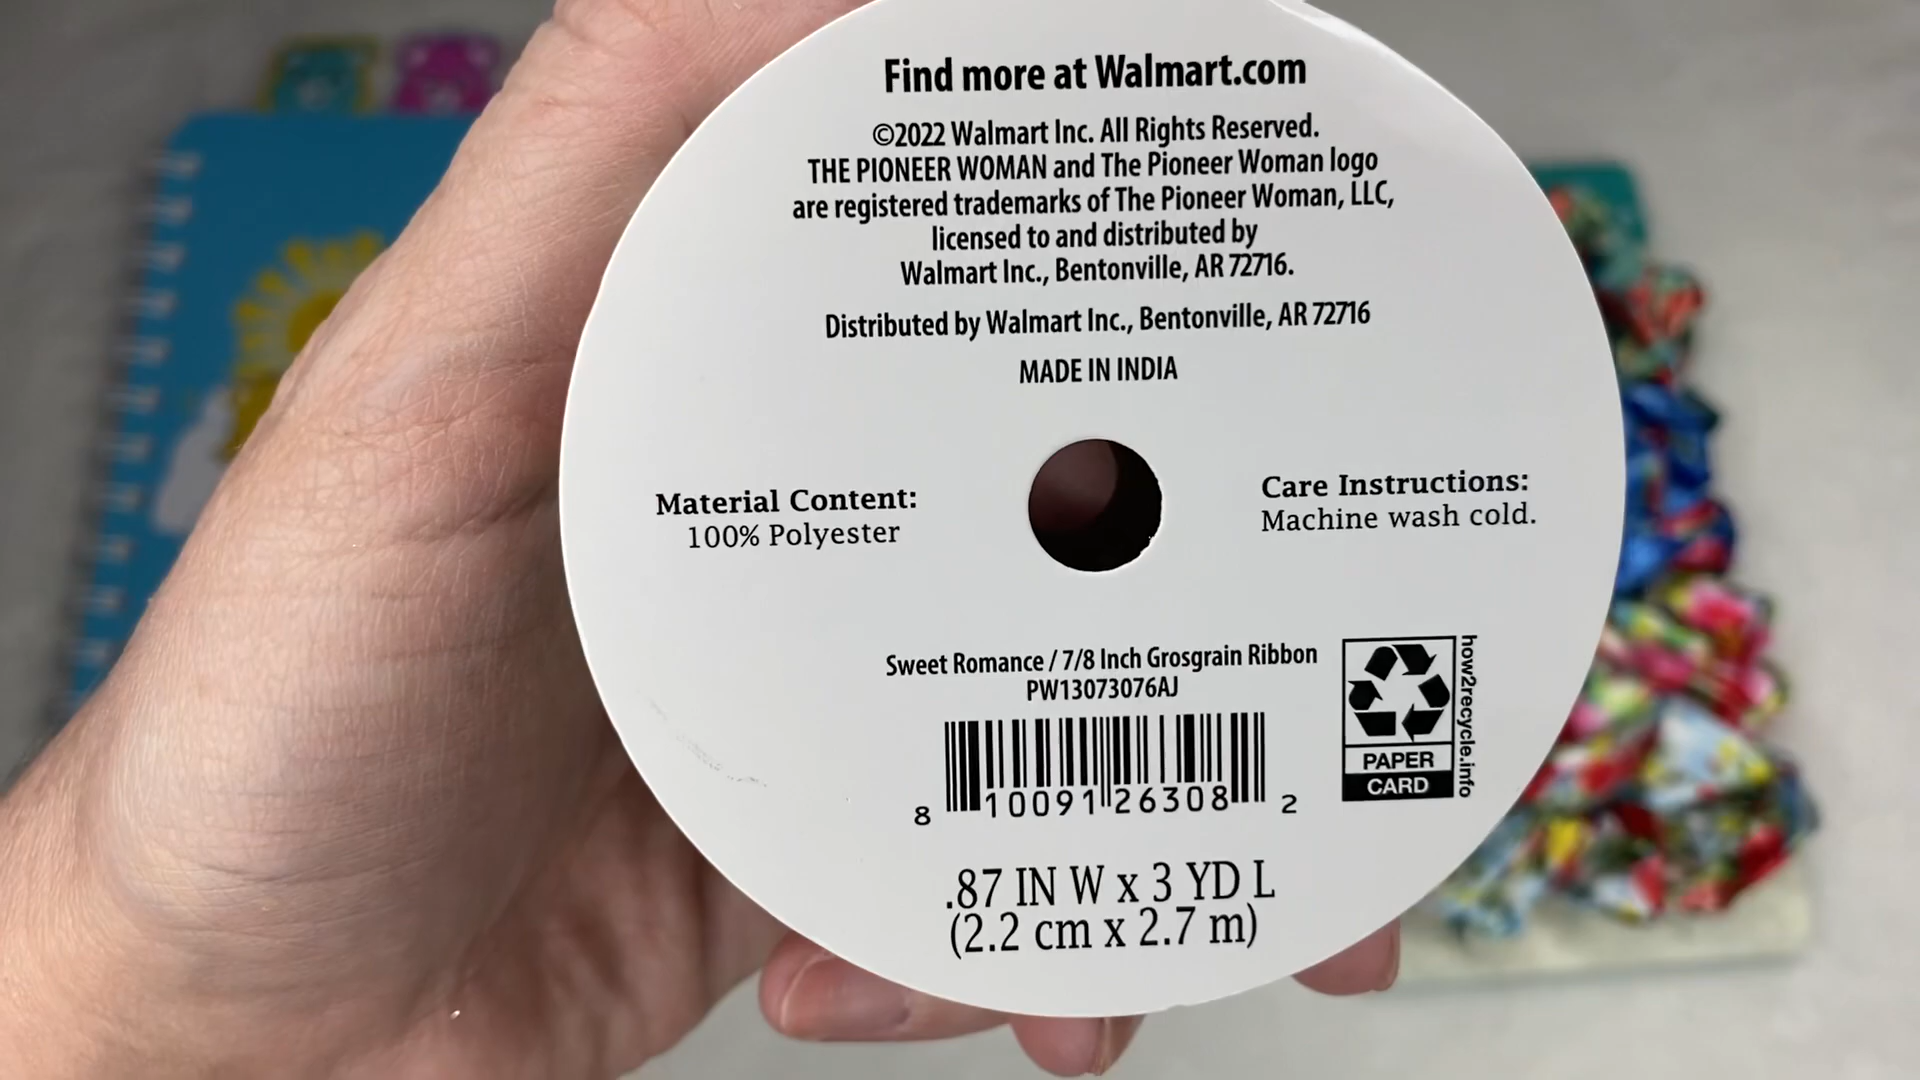 Find more at Walmart.com
©2022 Walmart Inc. All Rights Reserved.
THE PIONEER WOMAN and The Pioneer Woman logo
are registered trademarks of The Pioneer Woman, LLC,
licensed to and distributed by
Walmart Inc., Bentonville, AR 72716.
Distributed by Walmart Inc., Bentonville, AR 72716
MADE IN INDIA
Material Content:
100% Polyester
Care Instructions:
Machine wash cold.
Sweet Romance / 7/8 Inch Grosgrain Ribbon
PW13073076AJ
8 10091 26308 2
PAPER
CARD
how2recycle.info
.87 IN W x 3 YD L
(2.2 cm x 2.7 m)